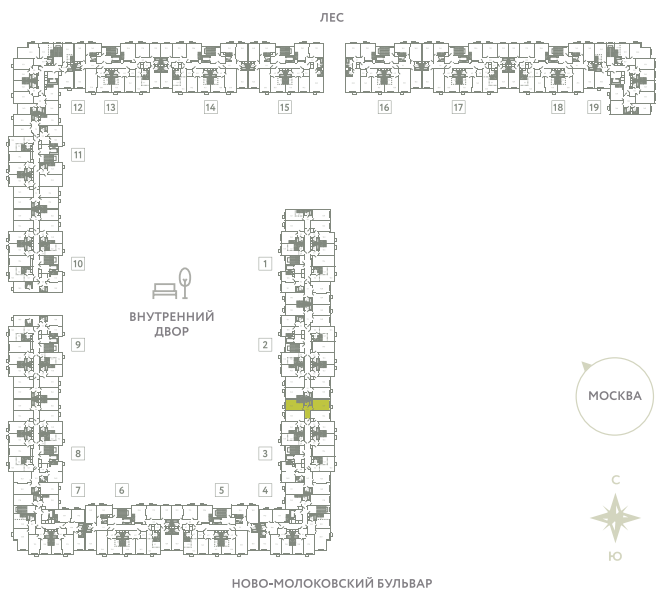 ЛЕС
12 13 14 15 16 17 18 19
11
10 1
ВНУТРЕННИЙ
ДВОР
9 2
МОСКВА
8 3
7 6 5 4
С
Ю
НОВО-МОЛОКОВСКИЙ БУЛЬВАР